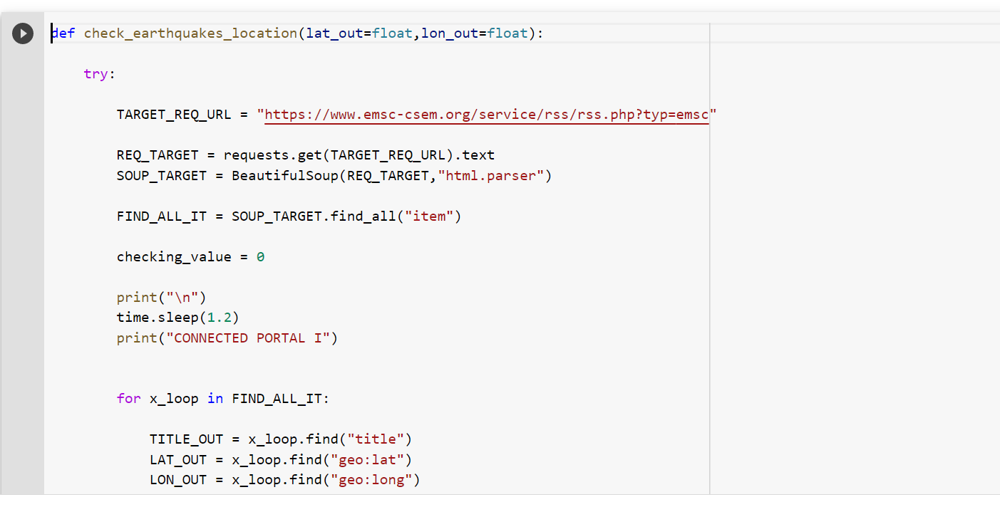 def check_earthquakes_location(lat_out=float,lon_out=float):
try:
TARGET_REQ_URL = "https://www.emsc-csem.org/service/rss/rss.php?typ=emsc"
REQ_TARGET = requests.get(TARGET_REQ_URL).text
SOUP_TARGET = BeautifulSoup(REQ_TARGET,"html.parser")
FIND_ALL_IT = SOUP_TARGET.find_all("item")
checking_value = 0
print("\n")
time.sleep(1.2)
print("CONNECTED PORTAL I")
for x_loop in FIND_ALL_IT:
TITLE_OUT = x_loop.find("title")
LAT_OUT = x_loop.find("geo:lat")
LON_OUT = x_loop.find("geo:long")